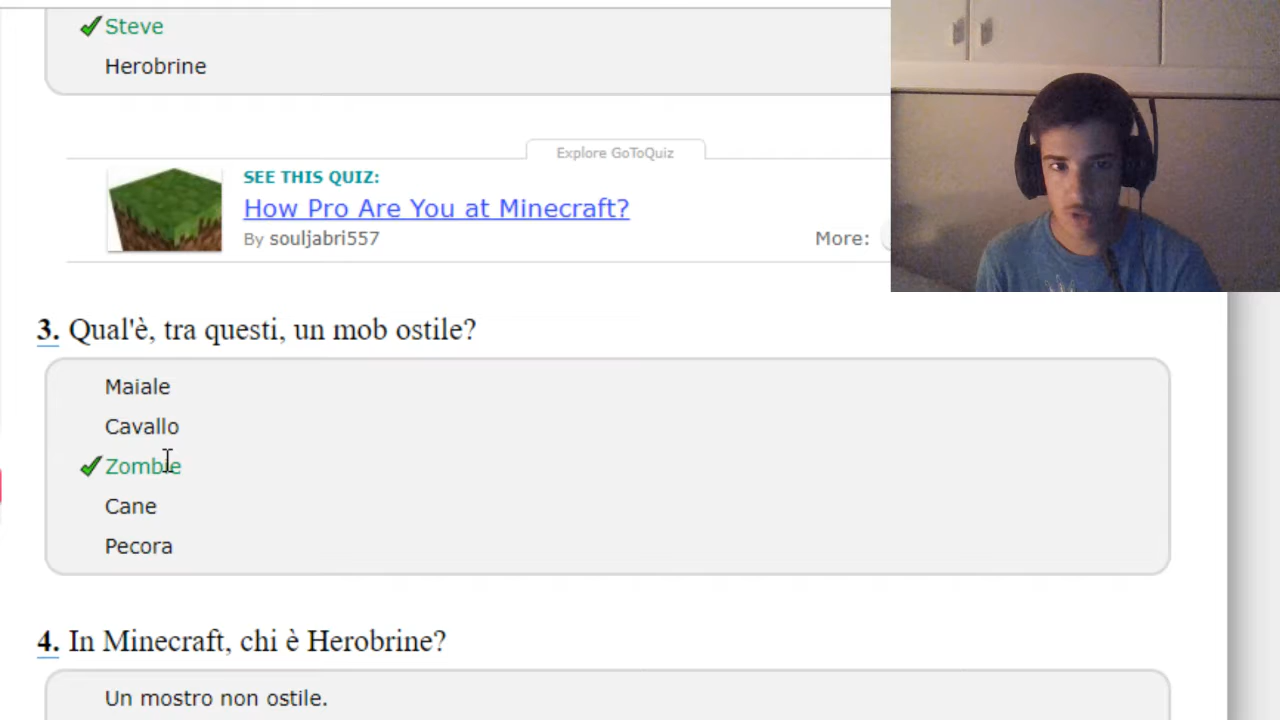 Steve
Herobrine
Explore GoToQuiz
SEE THIS QUIZ:
How Pro Are You at Minecraft?
By souljabri557
More:
3. Qual'è, tra questi, un mob ostile?
Maiale
Cavallo
Zombie
Cane
Pecora
4. In Minecraft, chi è Herobrine?
Un mostro non ostile.